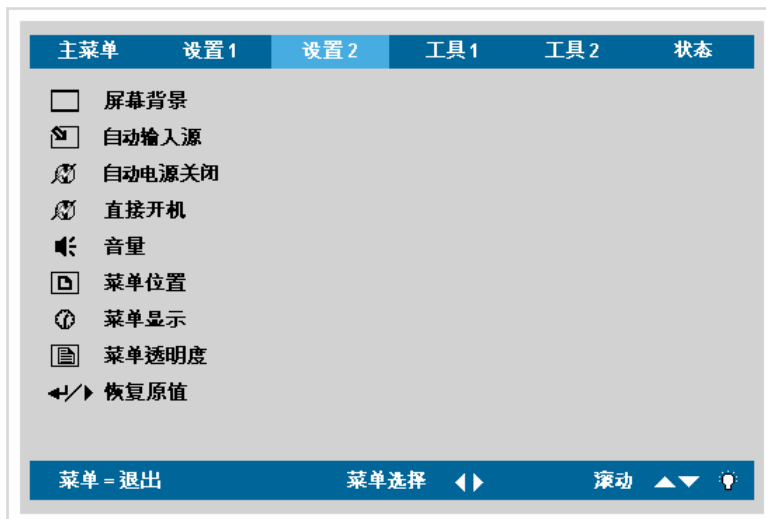 主菜单 设置1 设置2 工具1 工具2 状态
屏幕背景
自动输入源
自动电源关闭
直接开机
音量
菜单位置
菜单显示
菜单透明度
恢复原值
菜单=退出 菜单选择 滚动